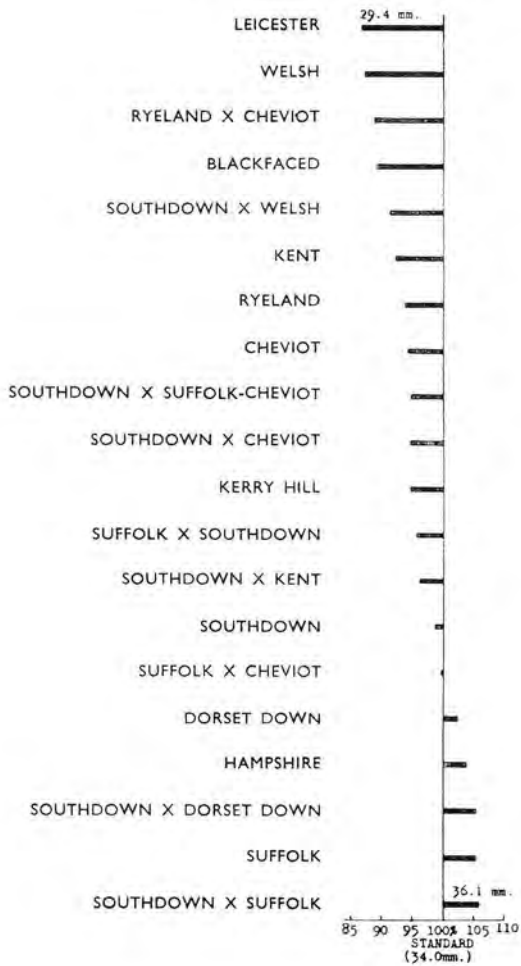 29.4 mm.
LEICESTER
WELSH
RYELAND X CHEVIOT
BLACKFACED
SOUTHDOWN X WELSH
KENT
RYELAND
CHEVIOT
SOUTHDOWN X SUFFOLK-CHEVIOT
SOUTHDOWN X CHEVIOT
KERRY HILL
SUFFOLK X SOUTHDOWN
SOUTHDOWN X KENT
SOUTHDOWN
SUFFOLK X CHEVIOT
DORSET DOWN
HAMPSHIRE
SOUTHDOWN X DORSET DOWN
SUFFOLK
36.1 mm.
SOUTHDOWN X SUFFOLK
85 90 95 100% 105 110
STANDARD
(34.0mm.)